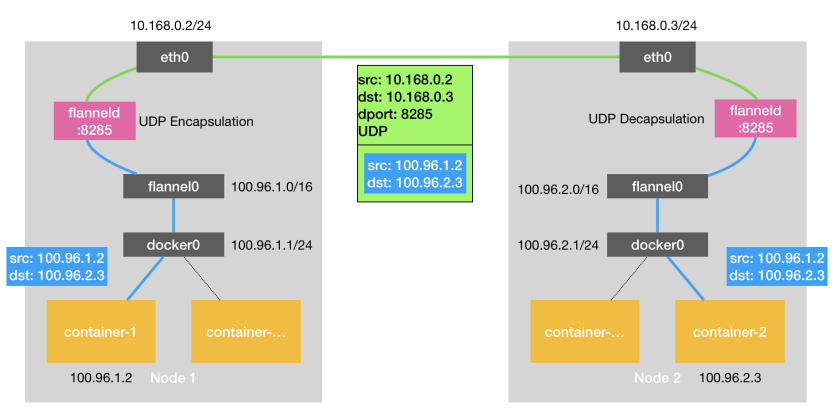 10.168.0.2/24
10.168.0.3/24
eth0
eth0
src: 10.168.0.2
dst: 10.168.0.3
dport: 8285
UDP
flanneld
:8285
UDP Encapsulation
UDP Decapsulation
flanneld
:8285
src: 100.96.1.2
dst: 100.96.2.3
flannel0
100.96.1.0/16
100.96.2.0/16
flannel0
docker0
100.96.1.1/24
100.96.2.1/24
docker0
src: 100.96.1.2
dst: 100.96.2.3
src: 100.96.1.2
dst: 100.96.2.3
container-1
container-...
container-...
container-2
100.96.1.2
Node 1
Node 2
100.96.2.3